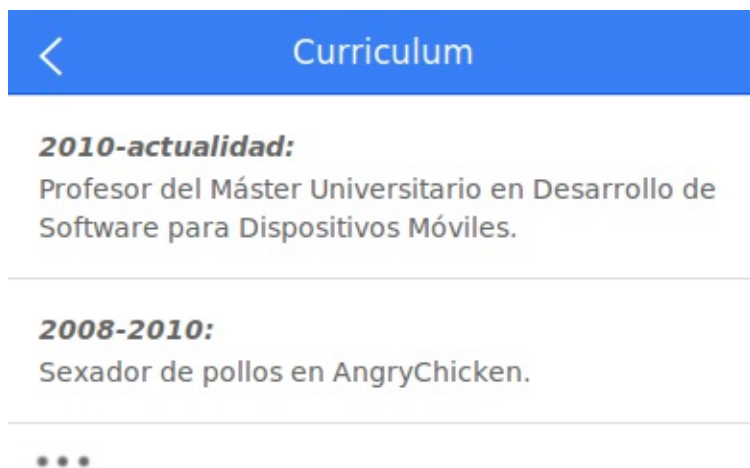 Curriculum
2010-actualidad:
Profesor del Máster Universitario en Desarrollo de
Software para Dispositivos Móviles.
2008-2010:
Sexador de pollos en AngryChicken.
...